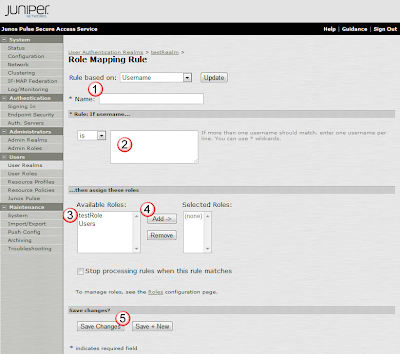 JUNIPER
NETWORKS
Junos Pulse Secure Access Service
Help | Guidance | Sign Out
System
Status
Configuration
Network
Clustering
IF-MAP Federation
Log/Monitoring
Authentication
Signing In
Endpoint Security
Auth. Servers
Administrators
Admin Realms
Admin Roles
Users
User Realms
User Roles
Resource Profiles
Resource Policies
Junos Pulse
Maintenance
System
Import/Export
Push Config
Archiving
Troubleshooting
User Authentication Realms > testRealm >
Role Mapping Rule
Rule based on: Username Update
1
* Name:
* Rule: If username...
is
2
If more than one username should match, enter one username per
line. You can use * wildcards.
...then assign these roles
Available Roles: Selected Roles:
3 testRole
Users
4
Add ->
Remove
(none)
Stop processing rules when this rule matches
To manage roles, see the Roles configuration page.
Save changes?
5
Save Changes Save + New
* indicates required field